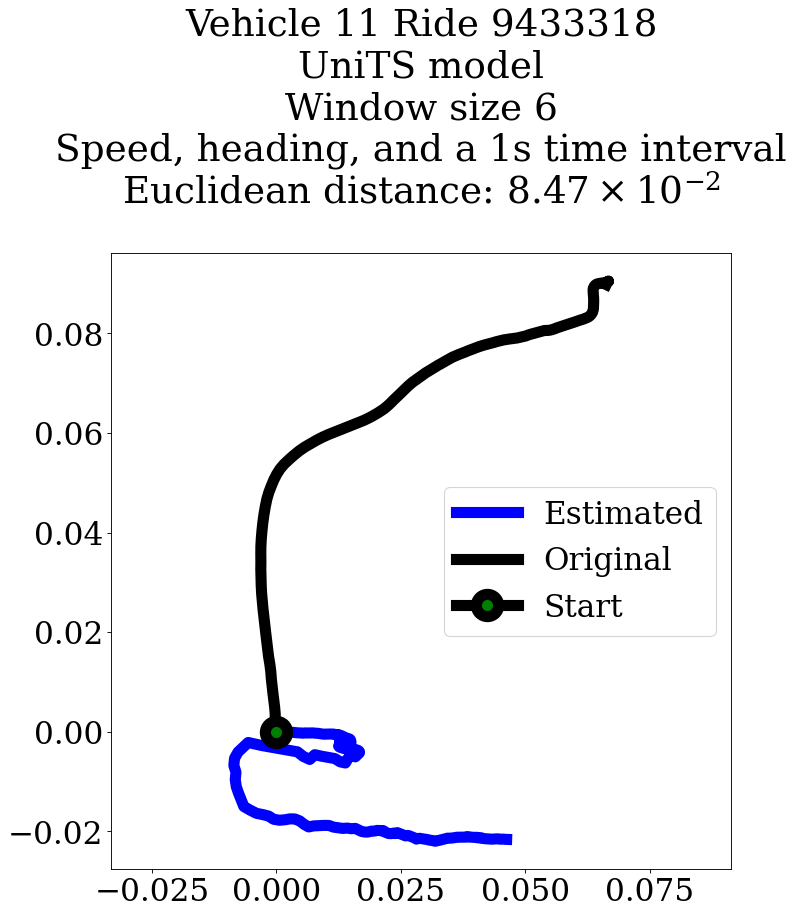 Vehicle 11 Ride 9433318
UniTS model
Window size 6
Speed, heading, and a 1s time interval
Euclidean distance: 8.47 × 10⁻²
0.08
0.06
0.04
0.02
0.00
−0.02
Estimated
Original
Start
−0.025 0.000 0.025 0.050 0.075